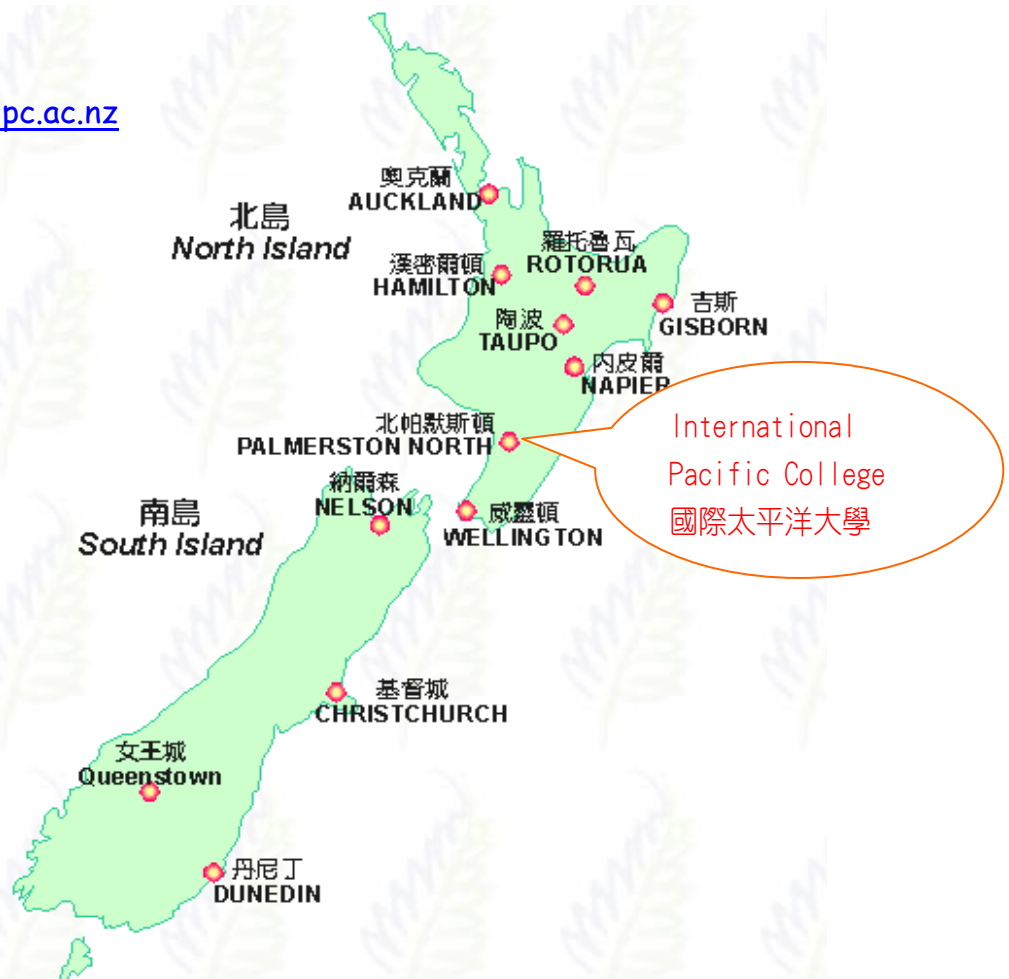 pc.ac.nz
奧克蘭
AUCKLAND
北島
North Island
羅托魯瓦
ROTORUA
漢密爾頓
HAMILTON
吉斯
GISBORN
陶波
TAUPO
內皮爾
NAPIER
International
Pacific College
國際太平洋大學
北帕默斯頓
PALMERSTON NORTH
納爾森
NELSON
南島
South Island
威靈頓
WELLINGTON
基督城
CHRISTCHURCH
女王城
Queenstown
丹尼丁
DUNEDIN